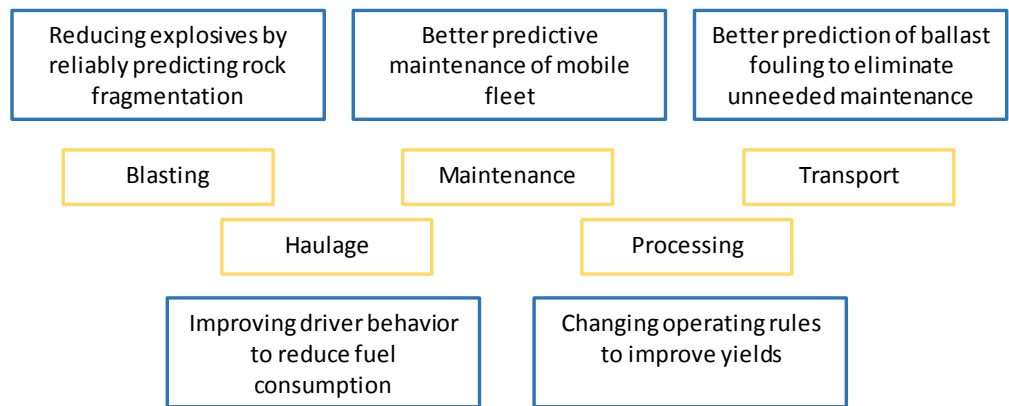 Reducing explosives by
reliably predicting rock
fragmentation
Better predictive
maintenance of mobile
fleet
Better prediction of ballast
fouling to eliminate
unneeded maintenance
Blasting
Maintenance
Transport
Haulage
Processing
Improving driver behavior
to reduce fuel
consumption
Changing operating rules
to improve yields